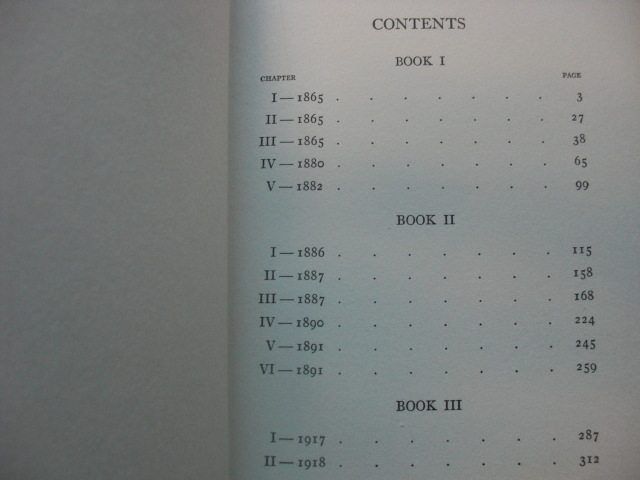 CONTENTS
BOOK I
CHAPTER PAGE
I—1865 . . . . . . . 3
II—1865 . . . . . . . 27
III—1865 . . . . . . . 38
IV—1880 . . . . . . . 65
V—1882 . . . . . . . 99
BOOK II
I—1886 . . . . . . . 115
II—1887 . . . . . . . 158
III—1887 . . . . . . . 168
IV—1890 . . . . . . . 224
V—1891 . . . . . . . 245
VI—1891 . . . . . . . 259
BOOK III
I—1917 . . . . . . . 287
II—1918 . . . . . . . 312